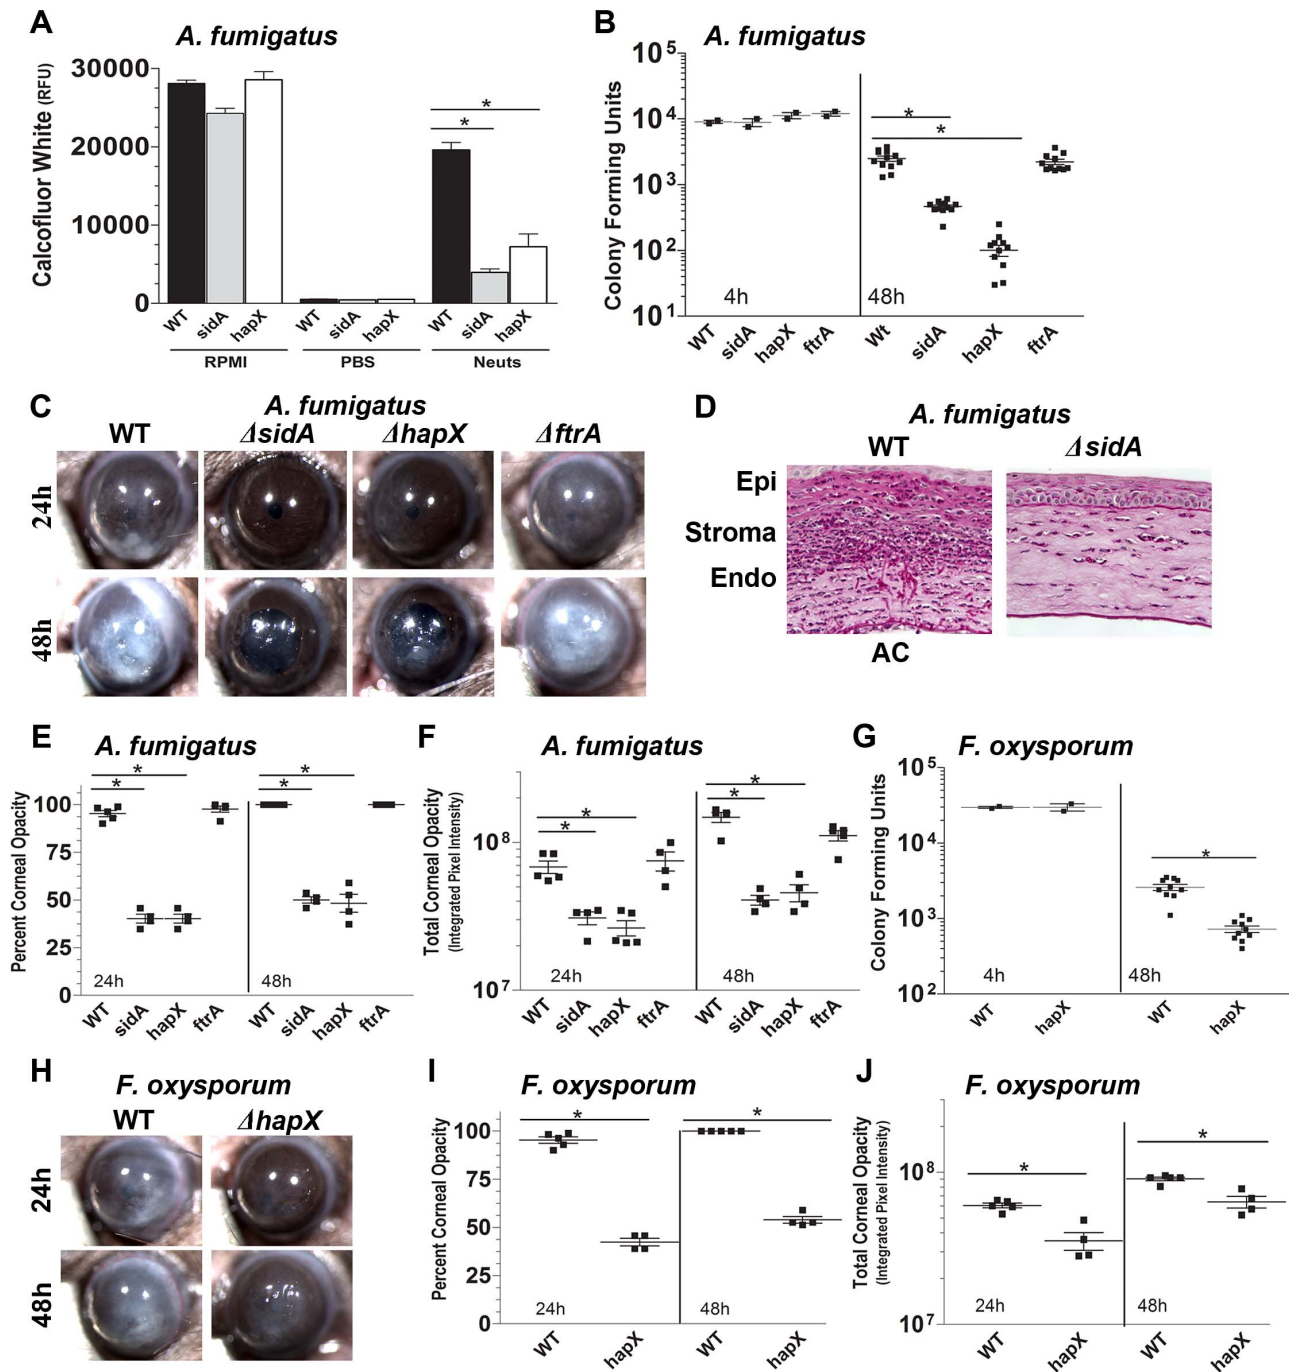 A
A. fumigatus
Calcofluor White (RFU)
30000
20000
10000
0
* *
WT sidA hapX WT sidA hapX WT sidA hapX
RPMI PBS Neuts
B
A. fumigatus
Colony Forming Units
10^5
10^4
10^3
10^2
10^1
* *
4h 48h
WT sidA hapX ftrA Wt sidA hapX ftrA
C
A. fumigatus
WT ΔsidA ΔhapX ΔftrA
24h
48h
D
A. fumigatus
WT ΔsidA
Epi
Stroma
Endo
AC
E
A. fumigatus
Percent Corneal Opacity
100
75
50
25
0
* * * *
24h 48h
WT sidA hapX ftrA WT sidA hapX ftrA
F
A. fumigatus
Total Corneal Opacity
(Integrated Pixel Intensity)
10^8
10^7
* * * *
24h 48h
WT sidA hapX ftrA WT sidA hapX ftrA
G
F. oxysporum
Colony Forming Units
10^5
10^4
10^3
10^2
*
4h 48h
WT hapX WT hapX
H
F. oxysporum
WT ΔhapX
24h
48h
I
F. oxysporum
Percent Corneal Opacity
100
75
50
25
0
* *
24h 48h
WT hapX WT hapX
J
F. oxysporum
Total Corneal Opacity
(Integrated Pixel Intensity)
10^8
10^7
* *
24h 48h
WT hapX WT hapX